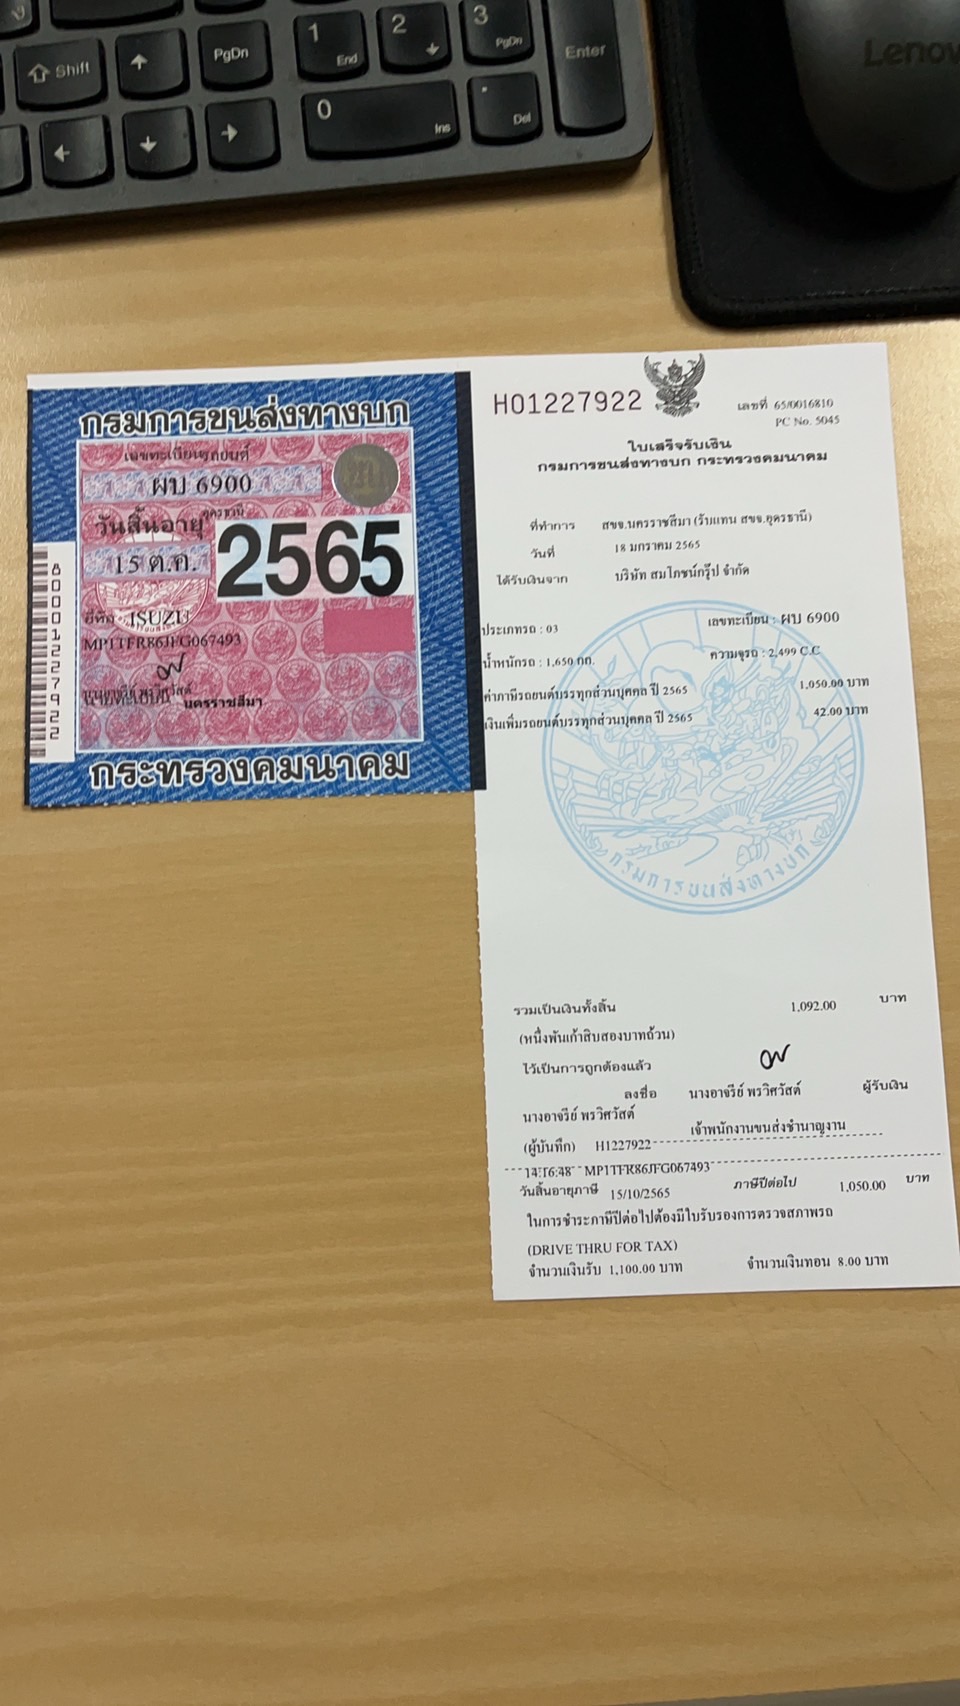 Shift
PgDn
1
End
2
3
PgDn
Enter
0
Ins
.
Del
Lenov
กรมการขนส่งทางบก
เลขทะเบียนรถยนต์
ผบ 6900
อุดรธานี
วันสิ้นอายุ
15 ต.ค.
2565
ยี่ห้อ ISUZU
MP1TFR86JFG067493
นางอาจรีย์ พรวิศวัสต์
นครราชสีมา
กระทรวงคมนาคม
80001227922
H01227922
เลขที่ 65/0016810
PC No. 5045
ใบเสร็จรับเงิน
กรมการขนส่งทางบก กระทรวงคมนาคม
ที่ทำการ สขจ.นครราชสีมา (รับแทน สขจ.อุดรธานี)
วันที่ 18 มกราคม 2565
ได้รับเงินจาก บริษัท สมโภชน์กรุ๊ป จำกัด
ประเภทรถ : 03 เลขทะเบียน : ผบ 6900
น้ำหนักรถ : 1,650 กก. ความจุรถ : 2,499 C.C
ค่าภาษีรถยนต์บรรทุกส่วนบุคคล ปี 2565 1,050.00 บาท
เงินเพิ่มรถยนต์บรรทุกส่วนบุคคล ปี 2565 42.00 บาท
กรมการขนส่งทางบก
รวมเป็นเงินทั้งสิ้น 1,092.00 บาท
(หนึ่งพันเก้าสิบสองบาทถ้วน)
ไว้เป็นการถูกต้องแล้ว
ลงชื่อ นางอาจรีย์ พรวิศวัสต์ ผู้รับเงิน
นางอาจรีย์ พรวิศวัสต์
เจ้าพนักงานขนส่งชำนาญงาน
(ผู้บันทึก) H1227922
14:16:48 MP1TFR86JFG067493
วันสิ้นอายุภาษี 15/10/2565 ภาษีปีต่อไป 1,050.00 บาท
ในการชำระภาษีปีต่อไปต้องมีใบรับรองการตรวจสภาพรถ
(DRIVE THRU FOR TAX)
จำนวนเงินรับ 1,100.00 บาท จำนวนเงินทอน 8.00 บาท